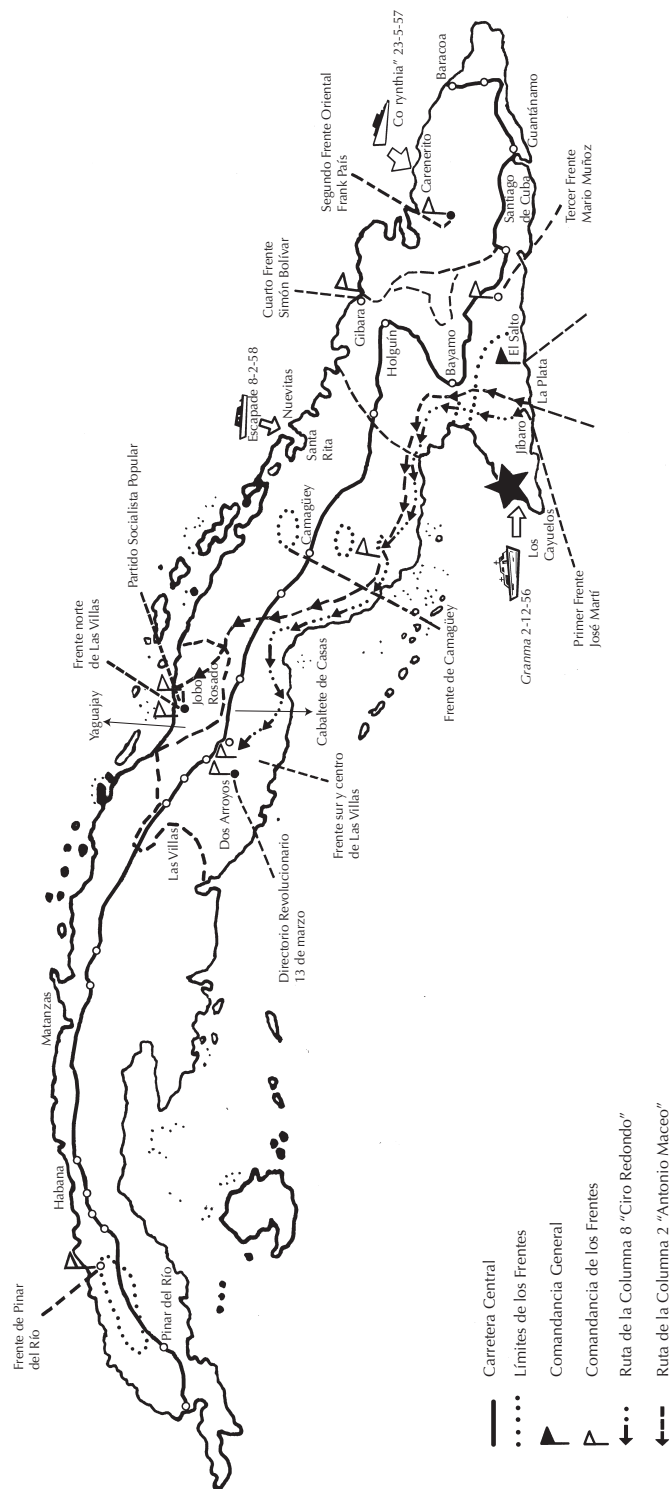 Frente de Pinar
del Río
Pinar del Río
Habana
Matanzas
Las Villas
Dos Arroyos
Directorio Revolucionario
13 de marzo
Frente sur y centro
de Las Villas
Cabaltete de Casas
Yaguajay
Frente norte
de Las Villas
Jobo
Rosado
Partido Socialista Popular
Camagüey
Frente de Camagüey
Escapade 8-2-58
Nuevitas
Santa
Rita
Cuarto Frente
Simón Bolívar
Gibara
Holguín
Bayamo
Segundo Frente Oriental
Frank País
Carenerito
Co rynthia" 23-5-57
Baracoa
Guantánamo
Santiago
de Cuba
Tercer Frente
Mario Muñoz
El Salto
La Plata
Jíbaro
Los
Cayuelos
Granma 2-12-56
Primer Frente
José Martí
Carretera Central
Límites de los Frentes
Comandancia General
Comandancia de los Frentes
Ruta de la Columna 8 "Ciro Redondo"
Ruta de la Columna 2 "Antonio Maceo"